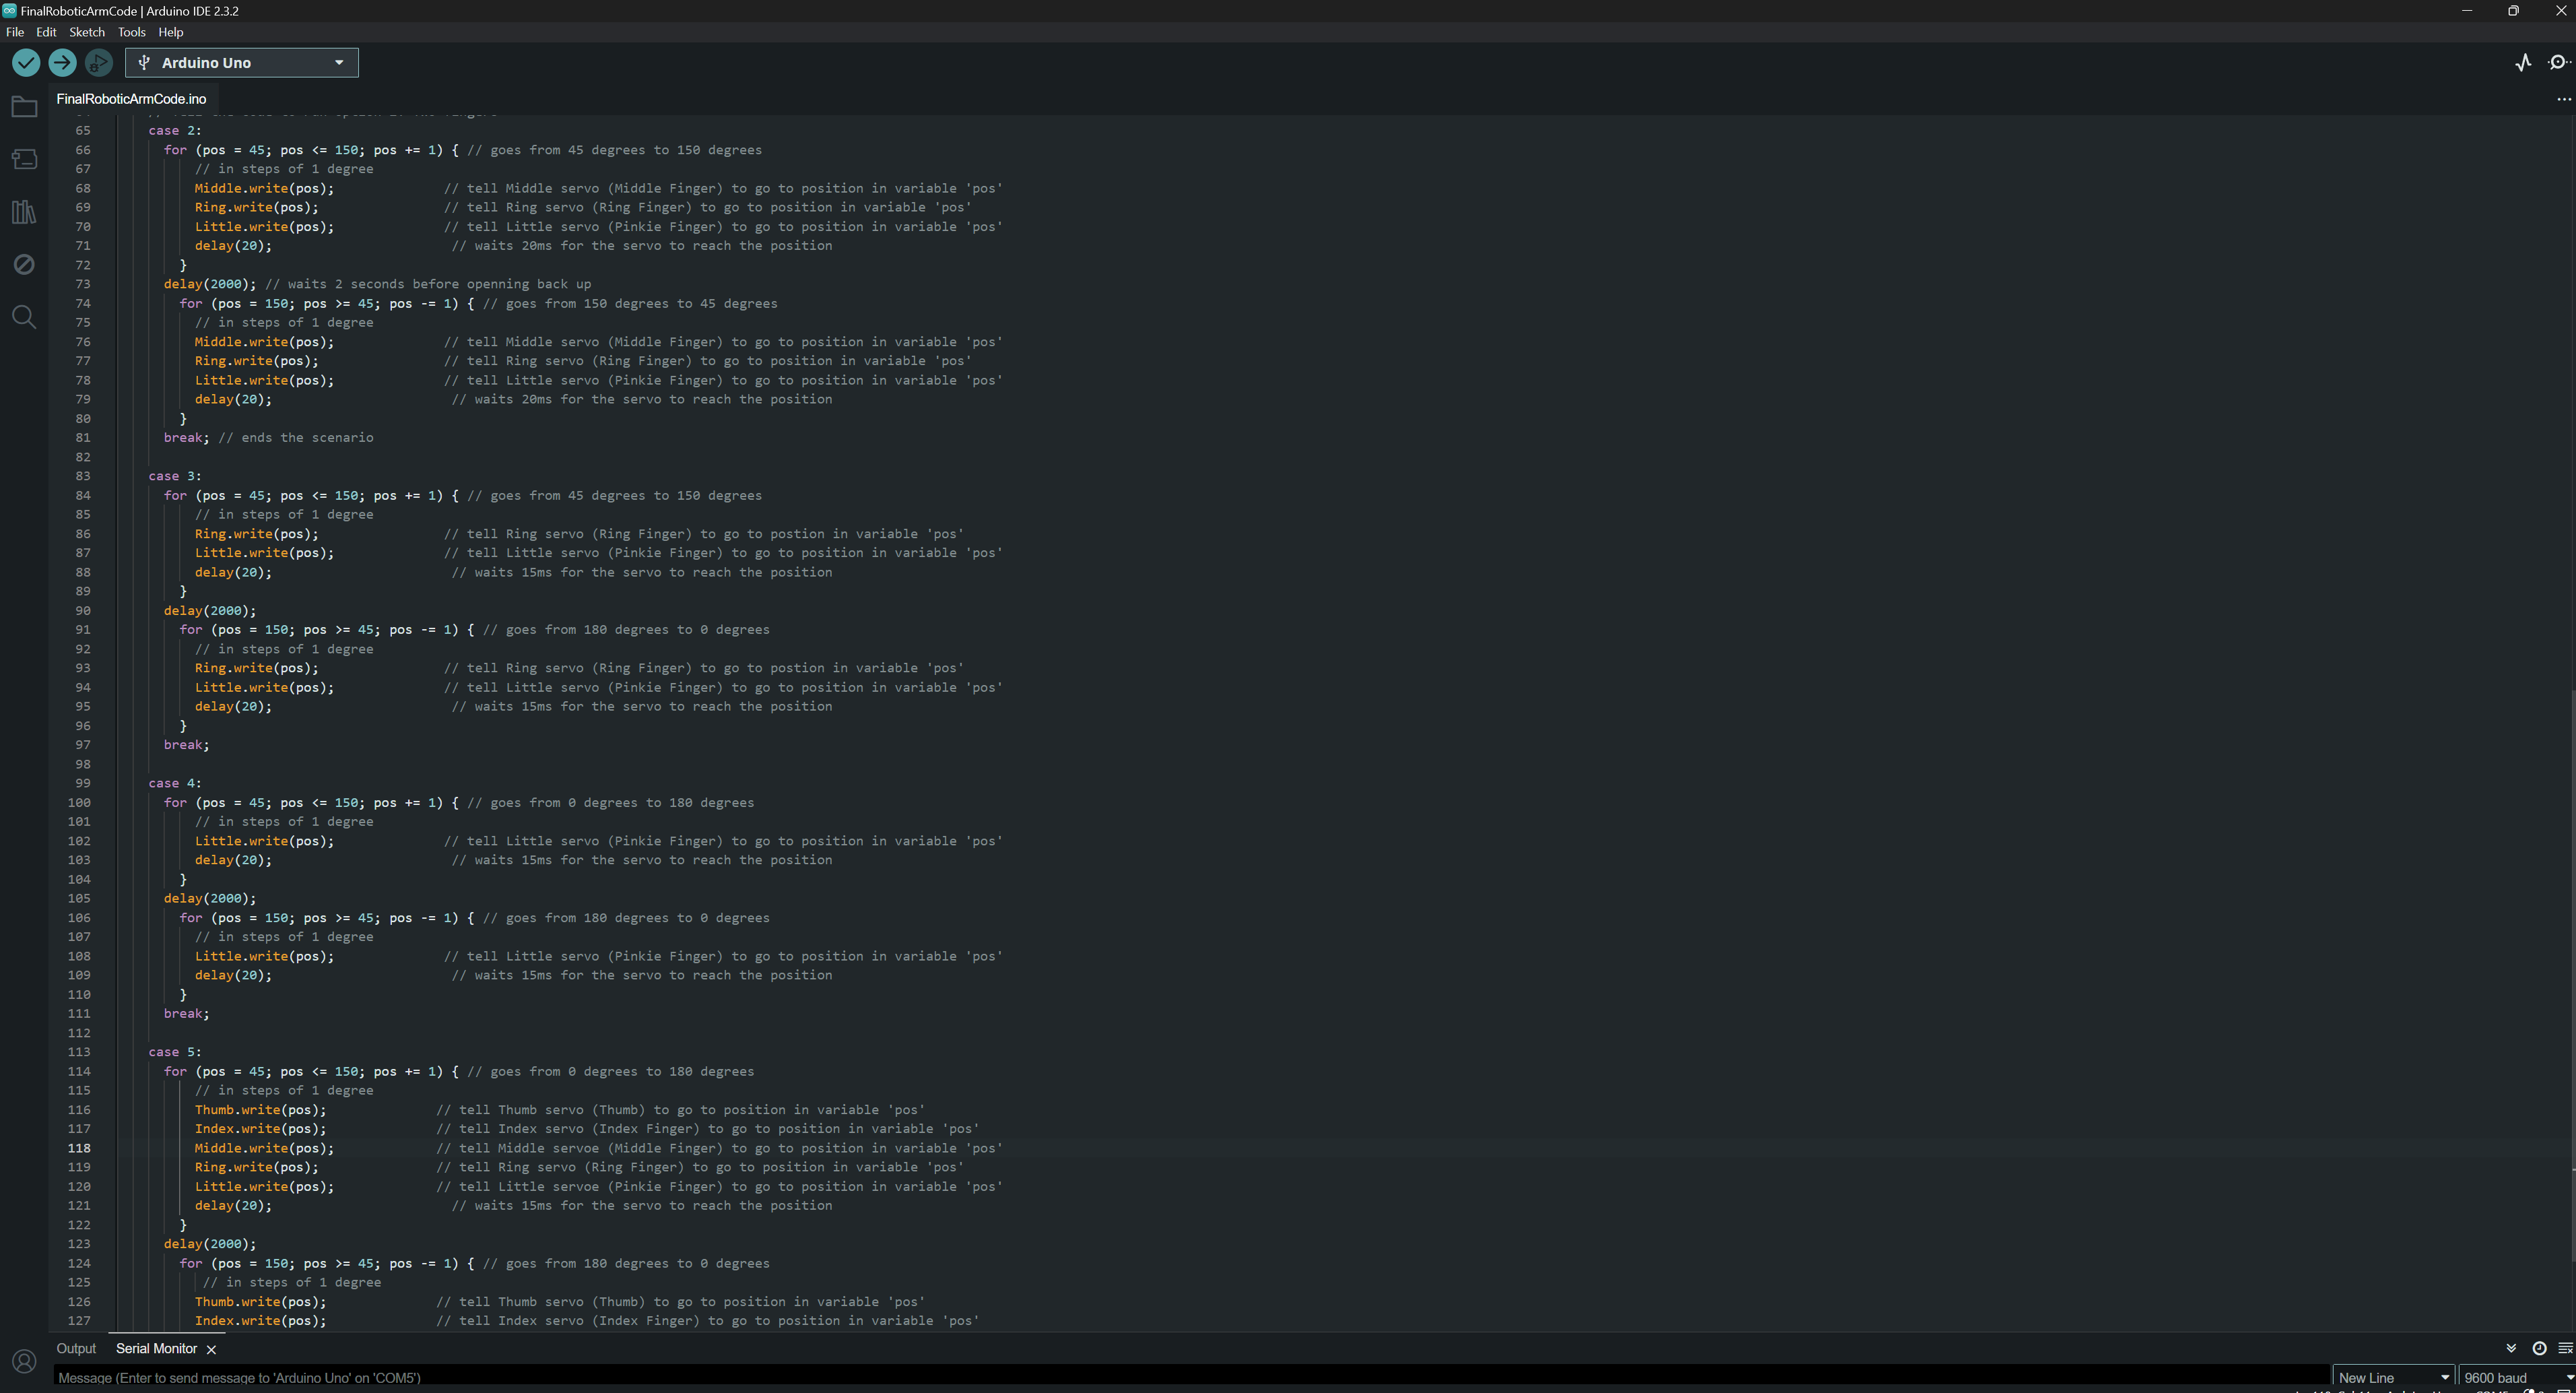 FinalRoboticArmCode | Arduino IDE 2.3.2
File Edit Sketch Tools Help
Arduino Uno
FinalRoboticArmCode.ino
65 case 2:
66 for (pos = 45; pos <= 150; pos += 1) { // goes from 45 degrees to 150 degrees
67 // in steps of 1 degree
68 Middle.write(pos); // tell Middle servo (Middle Finger) to go to position in variable 'pos'
69 Ring.write(pos); // tell Ring servo (Ring Finger) to go to position in variable 'pos'
70 Little.write(pos); // tell Little servo (Pinkie Finger) to go to position in variable 'pos'
71 delay(20); // waits 20ms for the servo to reach the position
72 }
73 delay(2000); // waits 2 seconds before openning back up
74 for (pos = 150; pos >= 45; pos -= 1) { // goes from 150 degrees to 45 degrees
75 // in steps of 1 degree
76 Middle.write(pos); // tell Middle servo (Middle Finger) to go to position in variable 'pos'
77 Ring.write(pos); // tell Ring servo (Ring Finger) to go to position in variable 'pos'
78 Little.write(pos); // tell Little servo (Pinkie Finger) to go to position in variable 'pos'
79 delay(20); // waits 20ms for the servo to reach the position
80 }
81 break; // ends the scenario
82
83 case 3:
84 for (pos = 45; pos <= 150; pos += 1) { // goes from 45 degrees to 150 degrees
85 // in steps of 1 degree
86 Ring.write(pos); // tell Ring servo (Ring Finger) to go to postion in variable 'pos'
87 Little.write(pos); // tell Little servo (Pinkie Finger) to go to position in variable 'pos'
88 delay(20); // waits 15ms for the servo to reach the position
89 }
90 delay(2000);
91 for (pos = 150; pos >= 45; pos -= 1) { // goes from 180 degrees to 0 degrees
92 // in steps of 1 degree
93 Ring.write(pos); // tell Ring servo (Ring Finger) to go to postion in variable 'pos'
94 Little.write(pos); // tell Little servo (Pinkie Finger) to go to position in variable 'pos'
95 delay(20); // waits 15ms for the servo to reach the position
96 }
97 break;
98
99 case 4:
100 for (pos = 45; pos <= 150; pos += 1) { // goes from 0 degrees to 180 degrees
101 // in steps of 1 degree
102 Little.write(pos); // tell Little servo (Pinkie Finger) to go to position in variable 'pos'
103 delay(20); // waits 15ms for the servo to reach the position
104 }
105 delay(2000);
106 for (pos = 150; pos >= 45; pos -= 1) { // goes from 180 degrees to 0 degrees
107 // in steps of 1 degree
108 Little.write(pos); // tell Little servo (Pinkie Finger) to go to position in variable 'pos'
109 delay(20); // waits 15ms for the servo to reach the position
110 }
111 break;
112
113 case 5:
114 for (pos = 45; pos <= 150; pos += 1) { // goes from 0 degrees to 180 degrees
115 // in steps of 1 degree
116 Thumb.write(pos); // tell Thumb servo (Thumb) to go to position in variable 'pos'
117 Index.write(pos); // tell Index servo (Index Finger) to go to position in variable 'pos'
118 Middle.write(pos); // tell Middle servoe (Middle Finger) to go to position in variable 'pos'
119 Ring.write(pos); // tell Ring servo (Ring Finger) to go to position in variable 'pos'
120 Little.write(pos); // tell Little servoe (Pinkie Finger) to go to position in variable 'pos'
121 delay(20); // waits 15ms for the servo to reach the position
122 }
123 delay(2000);
124 for (pos = 150; pos >= 45; pos -= 1) { // goes from 180 degrees to 0 degrees
125 // in steps of 1 degree
126 Thumb.write(pos); // tell Thumb servo (Thumb) to go to position in variable 'pos'
127 Index.write(pos); // tell Index servo (Index Finger) to go to position in variable 'pos'
Output Serial Monitor
Message (Enter to send message to 'Arduino Uno' on 'COM5')
New Line 9600 baud